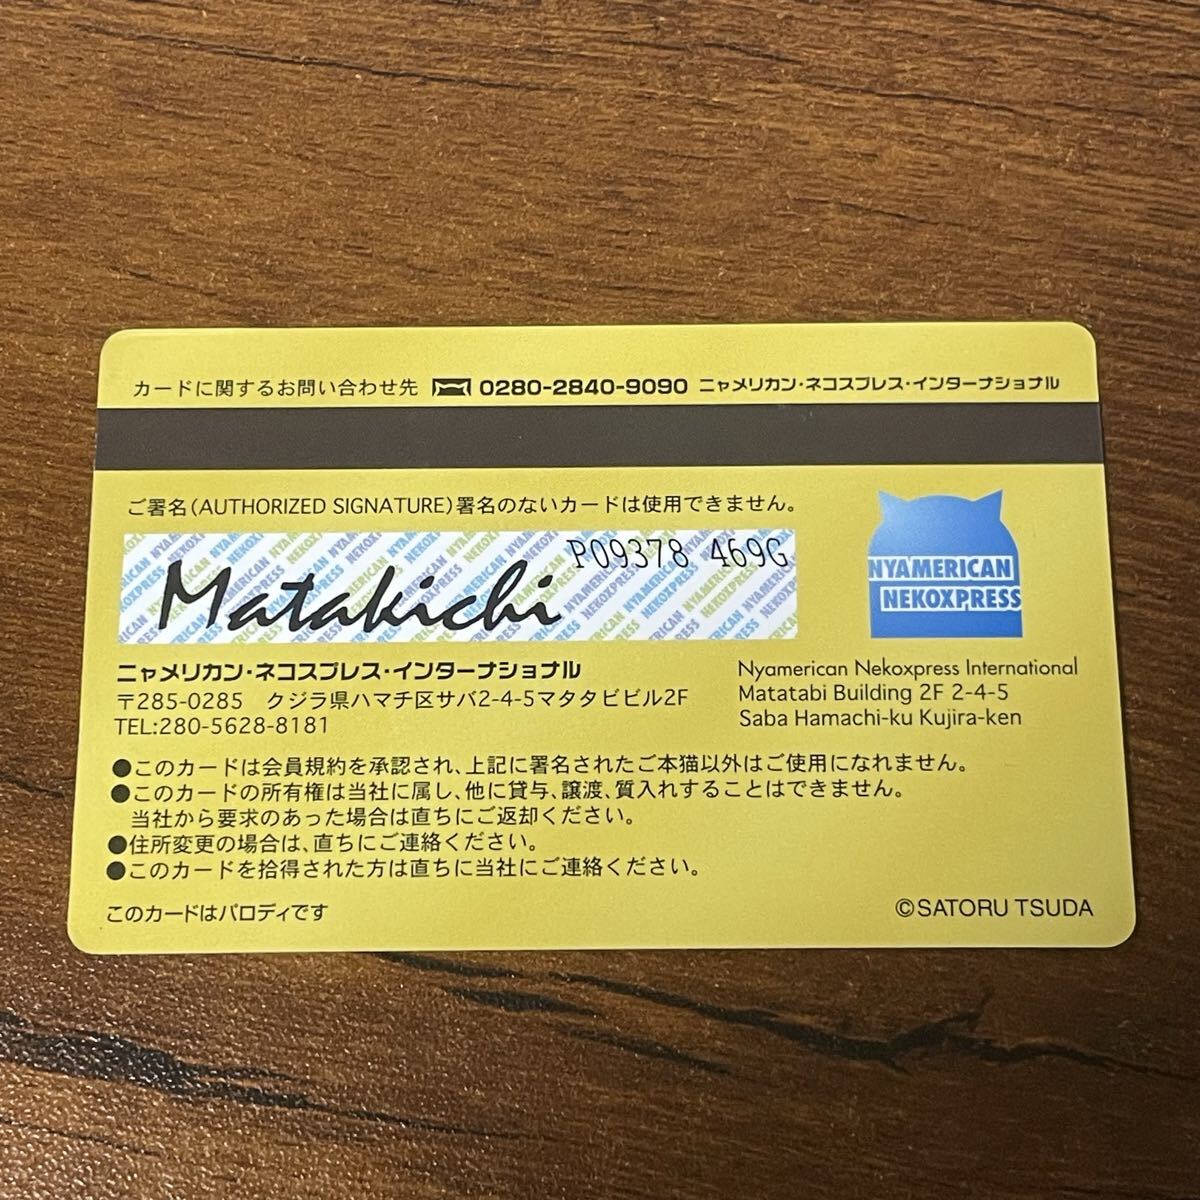 カードに関するお問い合わせ先 0280-2840-9090 ニャメリカン・ネコスプレス・インターナショナル
ご署名(AUTHORIZED SIGNATURE)署名のないカードは使用できません。
P09378 469G
Matakichi
NYAMERICAN
NEKOXPRESS
ニャメリカン・ネコスプレス・インターナショナル
〒285-0285 クジラ県ハマチ区サバ2-4-5マタタビビル2F
TEL:280-5628-8181
Nyamerican Nekoxpress International
Matatabi Building 2F 2-4-5
Saba Hamachi-ku Kujira-ken
●このカードは会員規約を承認され、上記に署名されたご本猫以外はご使用になれません。
●このカードの所有権は当社に属し、他に貸与、譲渡、質入れすることはできません。
当社から要求のあった場合は直ちにご返却ください。
●住所変更の場合は、直ちにご連絡ください。
●このカードを拾得された方は直ちに当社にご連絡ください。
このカードはパロディです
©SATORU TSUDA